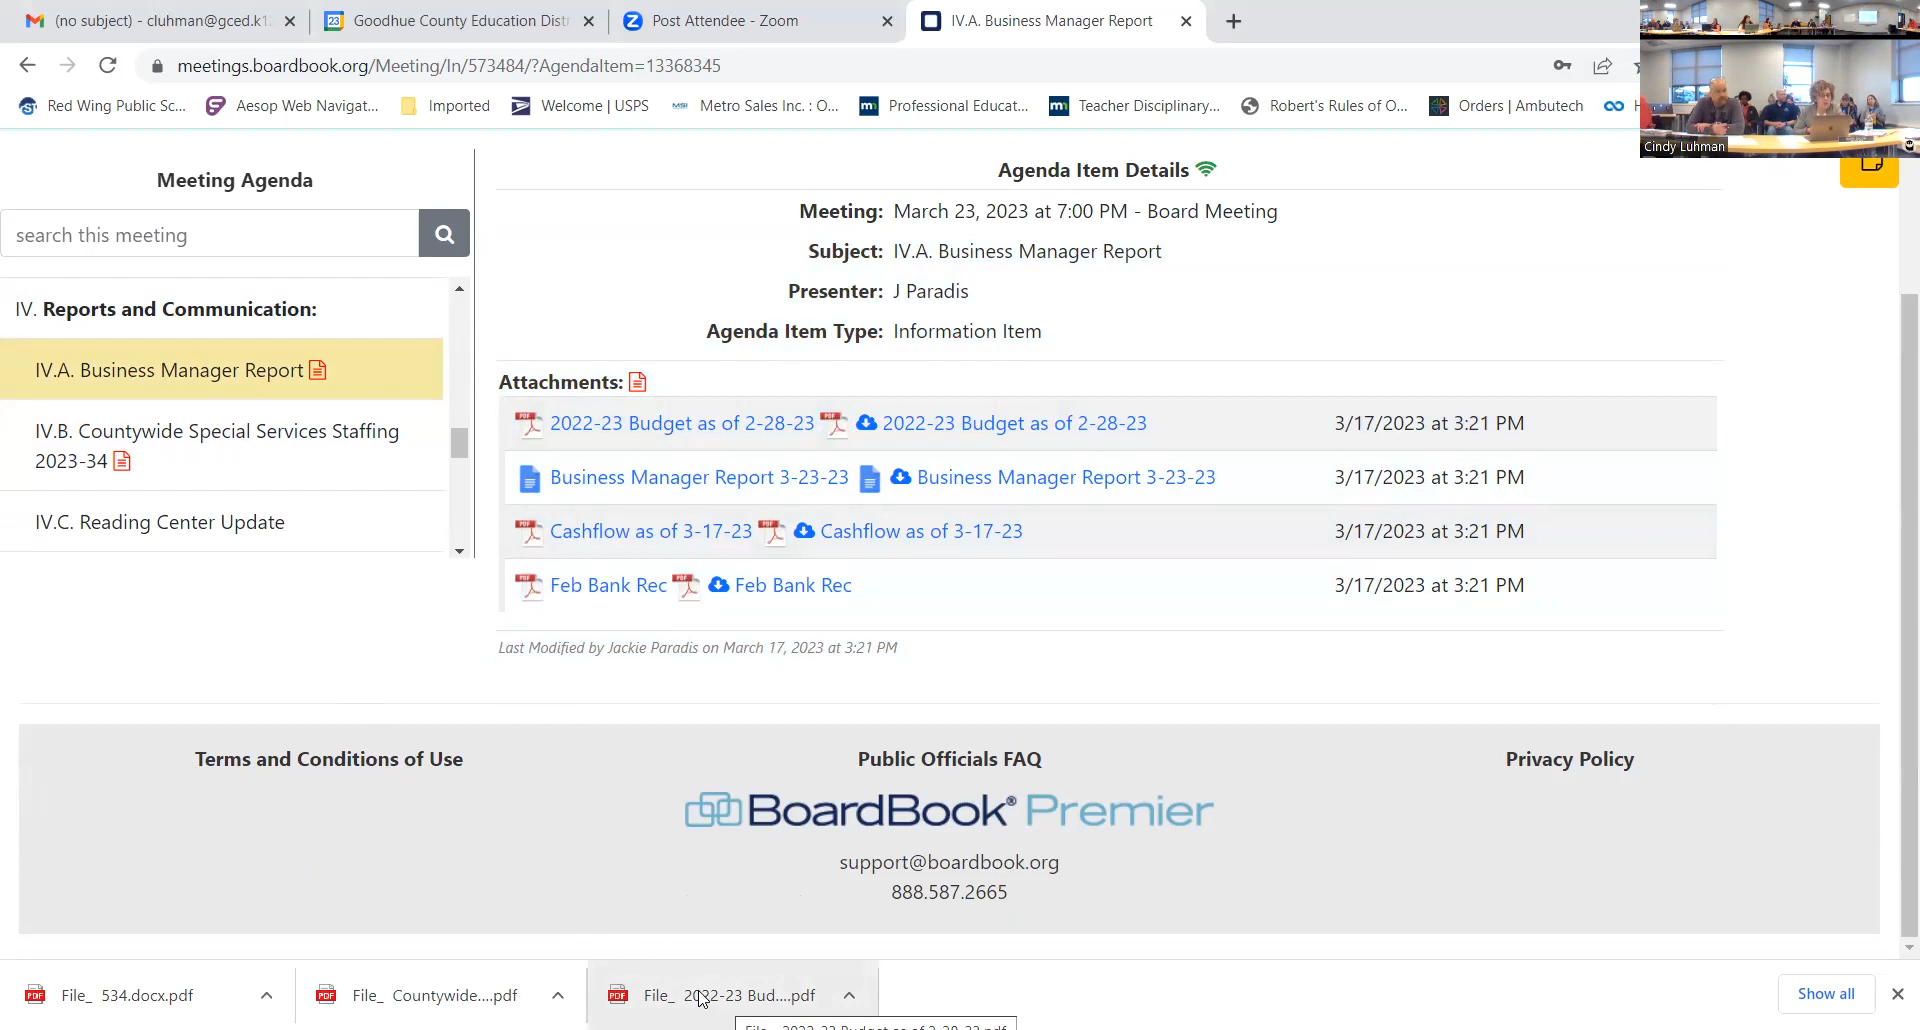 (no subject) - cluhman@gced.k1
Goodhue County Education Distr
Post Attendee - Zoom
IV.A. Business Manager Report
meetings.boardbook.org/Meeting/In/573484/?AgendaItem=13368345
Red Wing Public Sc...
Aesop Web Navigat...
Imported
Welcome | USPS
Metro Sales Inc. : O...
Professional Educat...
Teacher Disciplinary...
Robert's Rules of O...
Orders | Ambutech
Cindy Luhman
Meeting Agenda
search this meeting
IV. Reports and Communication:
IV.A. Business Manager Report
IV.B. Countywide Special Services Staffing
2023-34
IV.C. Reading Center Update
Agenda Item Details
Meeting: March 23, 2023 at 7:00 PM - Board Meeting
Subject: IV.A. Business Manager Report
Presenter: J Paradis
Agenda Item Type: Information Item
Attachments:
2022-23 Budget as of 2-28-23 2022-23 Budget as of 2-28-23 3/17/2023 at 3:21 PM
Business Manager Report 3-23-23 Business Manager Report 3-23-23 3/17/2023 at 3:21 PM
Cashflow as of 3-17-23 Cashflow as of 3-17-23 3/17/2023 at 3:21 PM
Feb Bank Rec Feb Bank Rec 3/17/2023 at 3:21 PM
Last Modified by Jackie Paradis on March 17, 2023 at 3:21 PM
Terms and Conditions of Use
Public Officials FAQ
Privacy Policy
BoardBook® Premier
support@boardbook.org
888.587.2665
File_ 534.docx.pdf
File_ Countywide....pdf
File_ 2022-23 Bud....pdf
Show all
File_ 2022-23 Budget as of 2-28-23.pdf